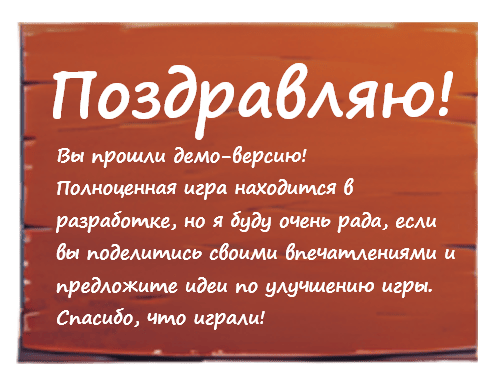 Поздравляю!
Вы прошли демо-версию!
Полноценная игра находится в
разработке, но я буду очень рада, если
вы поделитись своими впечатлениями и
предложите идеи по улучшению игры.
Спасибо, что играли!